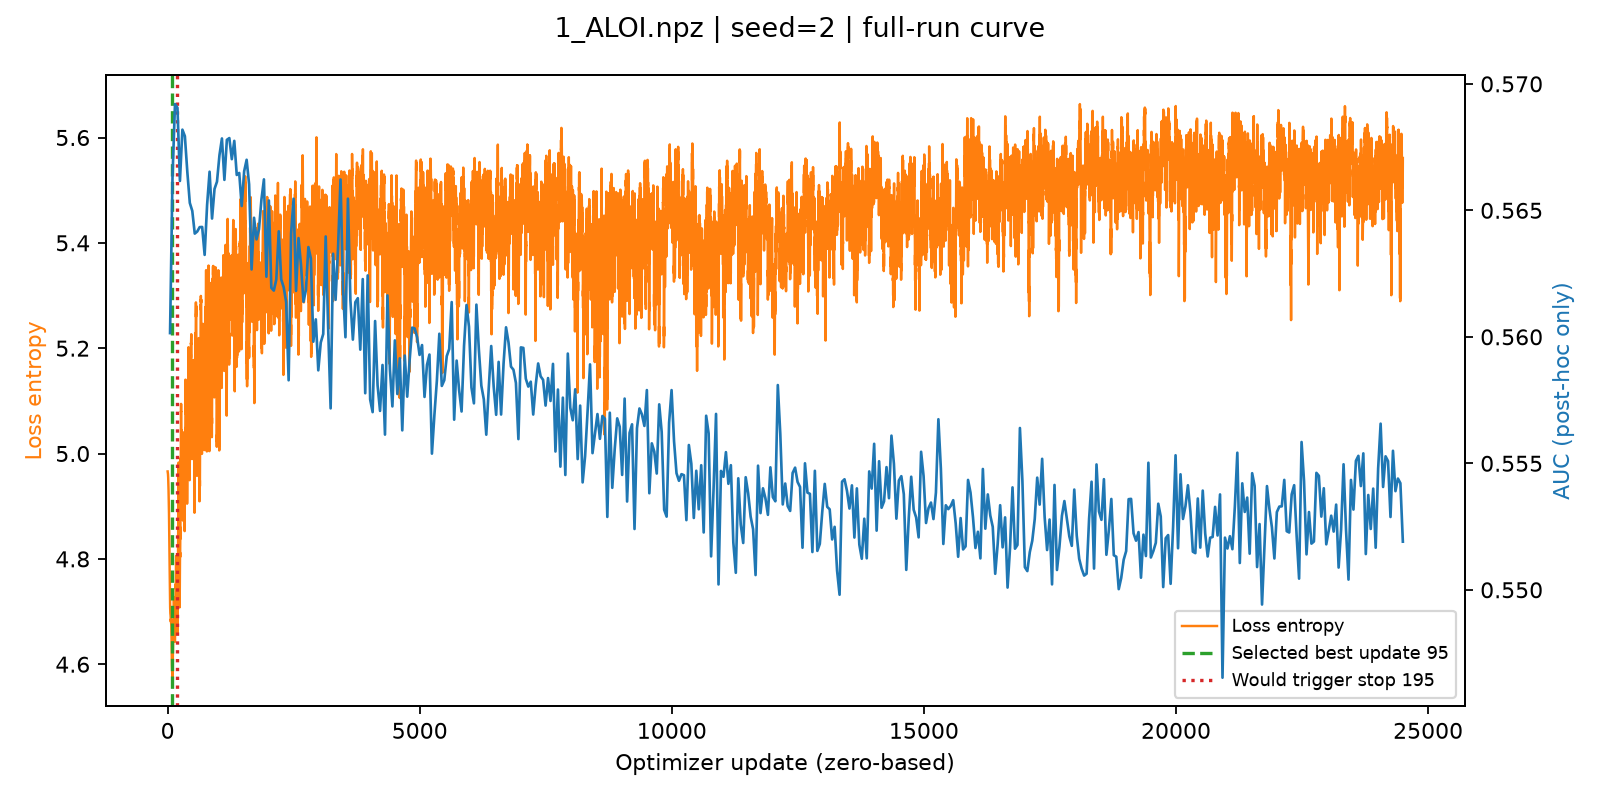 1_ALOI.npz | seed=2 | full-run curve
Loss entropy
5.6
5.4
5.2
5.0
4.8
4.6
0.570
0.565
0.560
0.555
0.550
AUC (post-hoc only)
Loss entropy
Selected best update 95
Would trigger stop 195
0 5000 10000 15000 20000 25000
Optimizer update (zero-based)